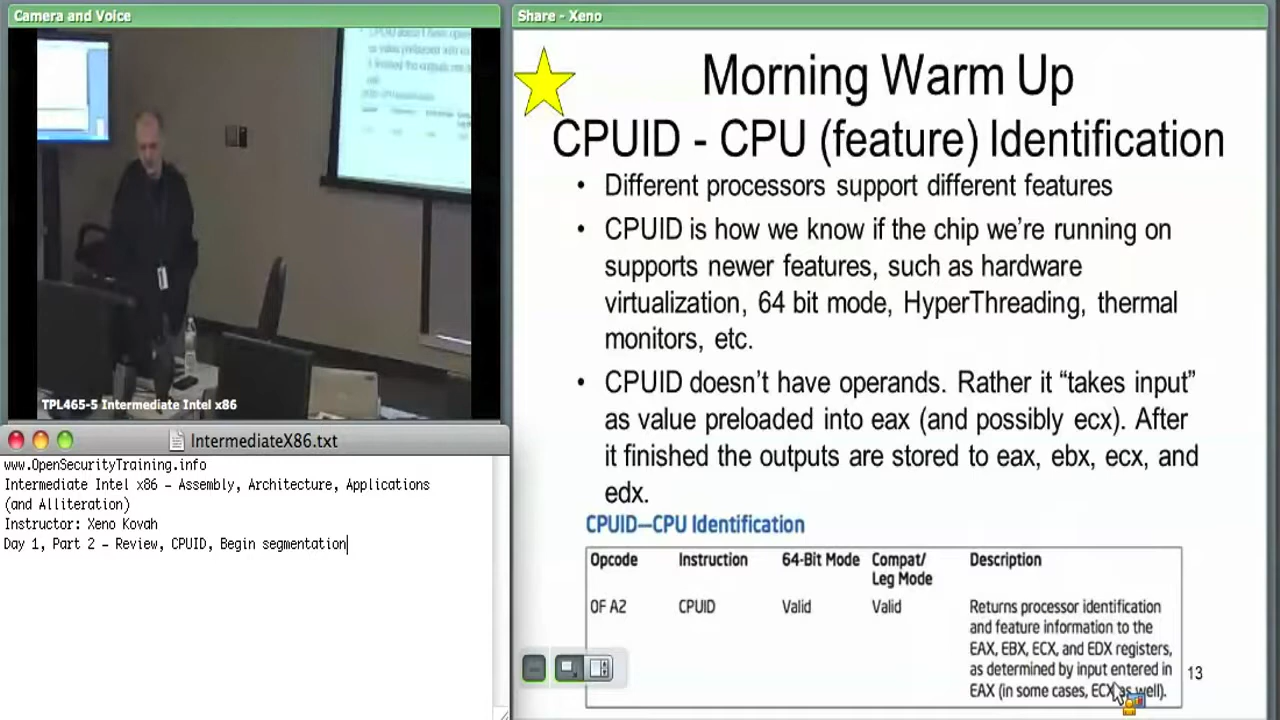 Camera and Voice
TPL465-5 Intermediate Intel x86
IntermediateX86.txt
www.OpenSecurityTraining.info
Intermediate Intel x86 – Assembly, Architecture, Applications
(and Alliteration)
Instructor: Xeno Kovah
Day 1, Part 2 – Review, CPUID, Begin segmentation
Share - Xeno
Morning Warm Up
CPUID - CPU (feature) Identification
• Different processors support different features
• CPUID is how we know if the chip we’re running on
supports newer features, such as hardware
virtualization, 64 bit mode, HyperThreading, thermal
monitors, etc.
• CPUID doesn’t have operands. Rather it “takes input”
as value preloaded into eax (and possibly ecx). After
it finished the outputs are stored to eax, ebx, ecx, and
edx.
CPUID—CPU Identification
Opcode Instruction 64-Bit Mode Compat/ Description
Leg Mode
0F A2 CPUID Valid Valid Returns processor identification
and feature information to the
EAX, EBX, ECX, and EDX registers,
as determined by input entered in
EAX (in some cases, ECX as well).
13